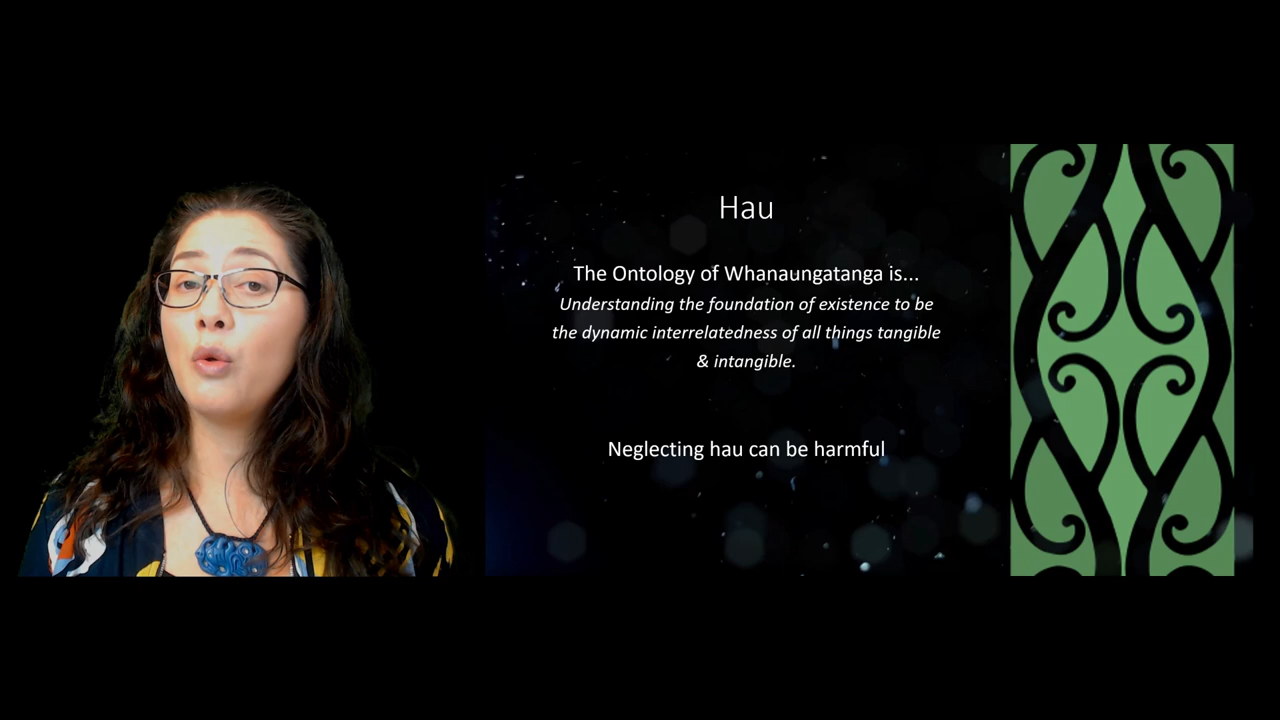 Hau
The Ontology of Whanaungatanga is...
Understanding the foundation of existence to be
the dynamic interrelatedness of all things tangible
& intangible.
Neglecting hau can be harmful